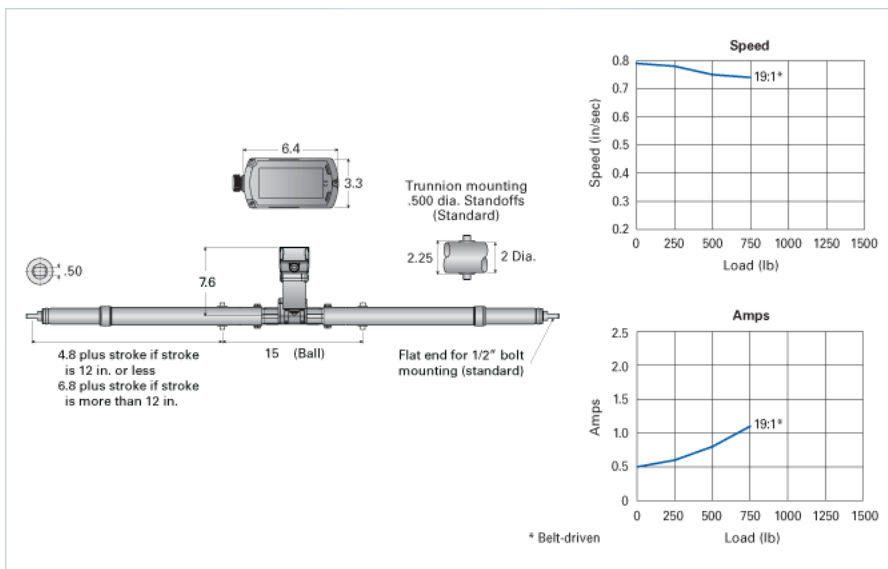 6.4
3.3
Trunnion mounting
.500 dia. Standoffs
(Standard)
2.25
2 Dia.
.50
7.6
15 (Ball)
4.8 plus stroke if stroke
is 12 in. or less
6.8 plus stroke if stroke
is more than 12 in.
Flat end for 1/2" bolt
mounting (standard)
* Belt-driven
Speed
Speed (in/sec)
0.8
0.7
0.6
0.5
0.4
0.3
0.2
19:1*
0 250 500 750 1000 1250 1500
Load (lb)
Amps
Amps
2.5
2.0
1.5
1.0
0.5
0
19:1*
0 250 500 750 1000 1250 1500
Load (lb)